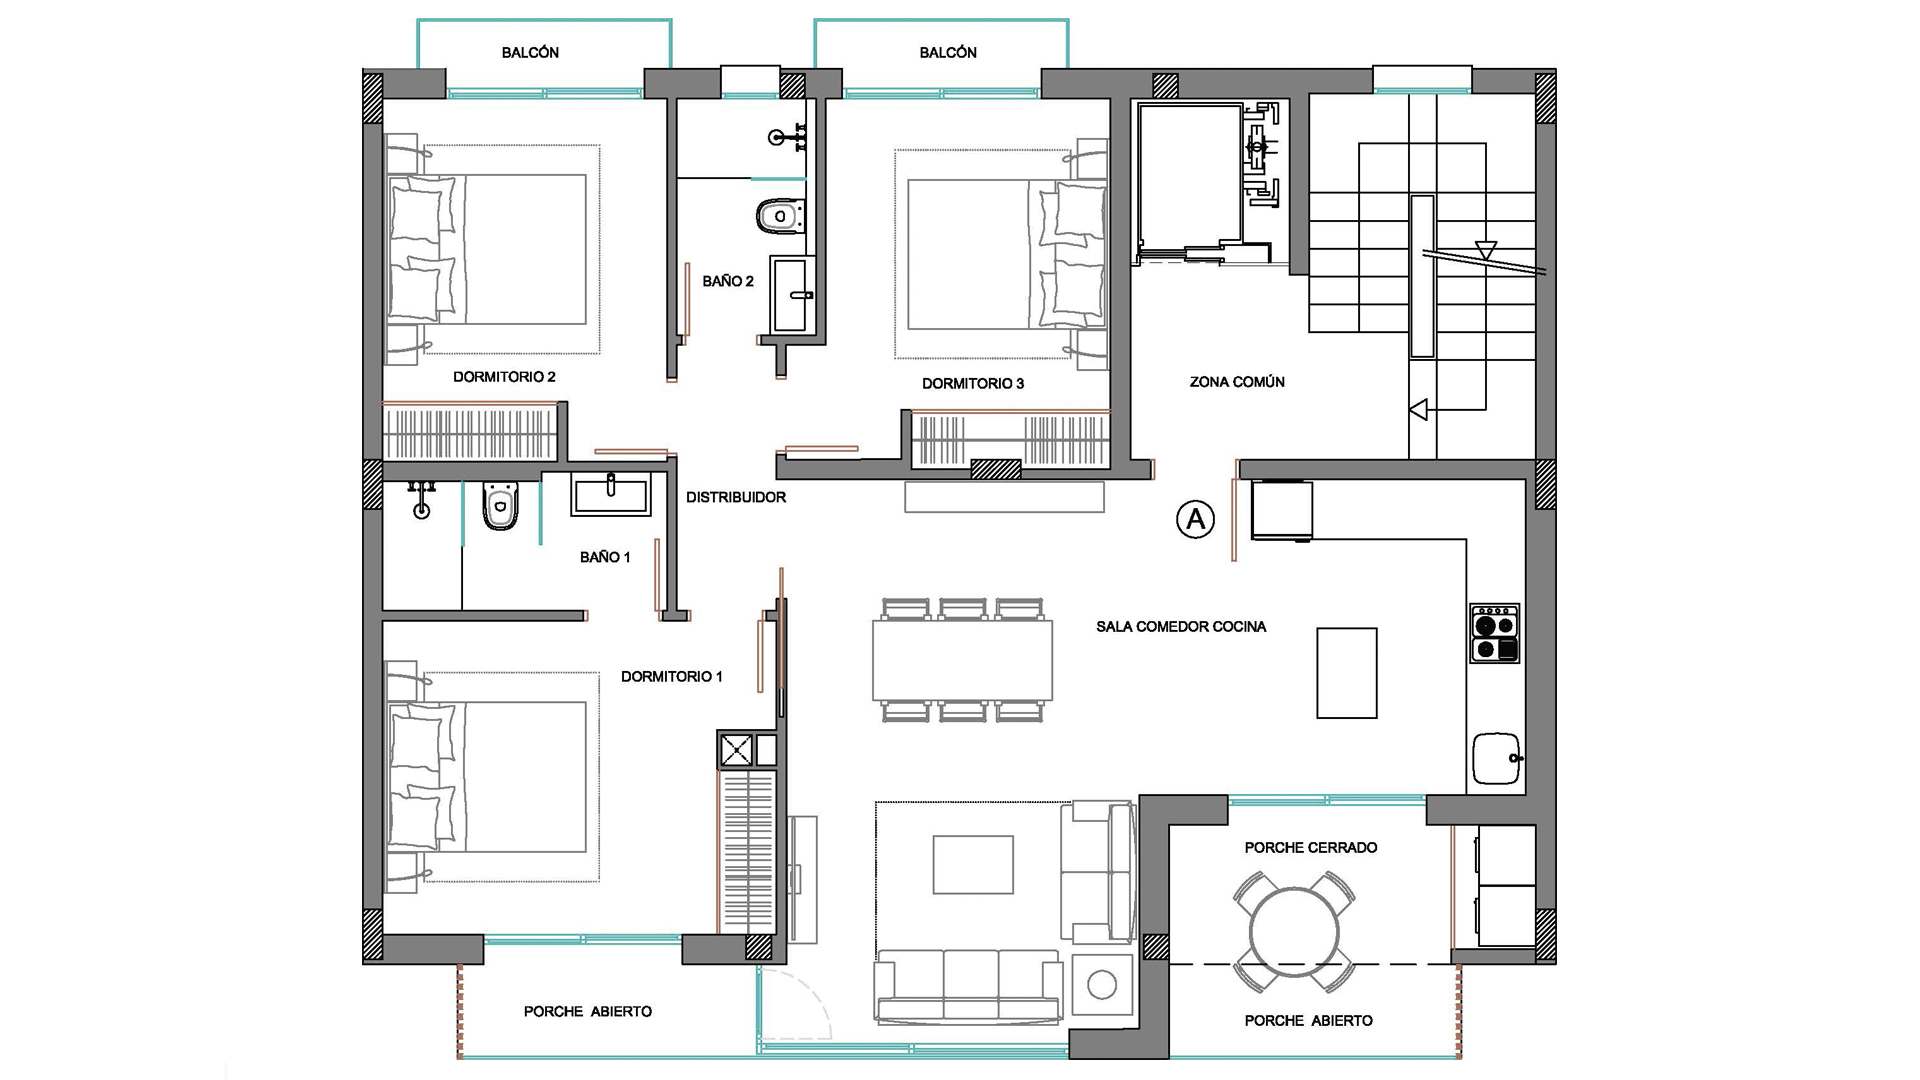 BALCÓN
BALCÓN
BAÑO 2
DORMITORIO 2
DORMITORIO 3
ZONA COMÚN
DISTRIBUIDOR
A
BAÑO 1
SALA COMEDOR COCINA
DORMITORIO 1
PORCHE CERRADO
PORCHE ABIERTO
PORCHE ABIERTO